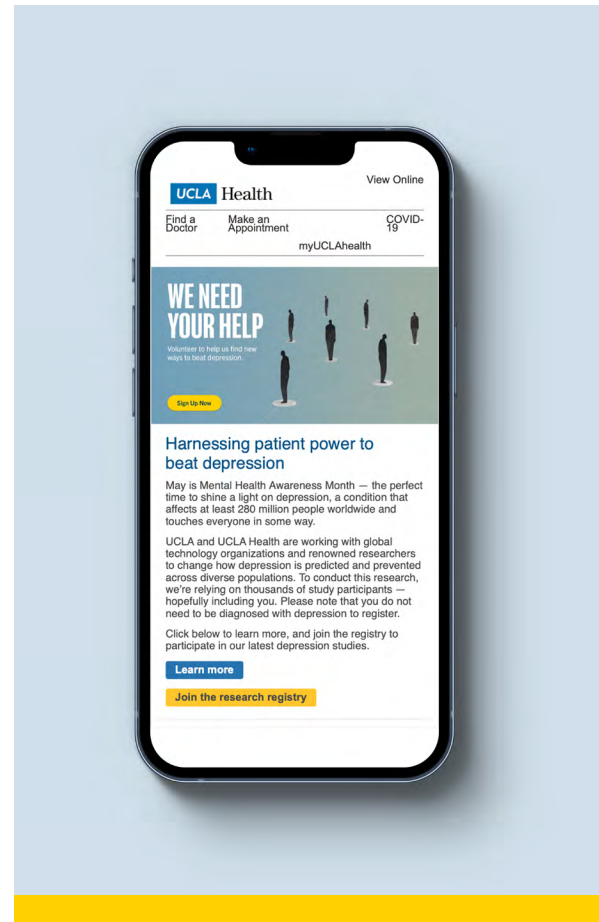 View Online
UCLA Health
Find a
Doctor
Make an
Appointment
COVID-
19
myUCLAhealth
WE NEED
YOUR HELP
Volunteer to help us find new
ways to beat depression.
Sign Up Now
Harnessing patient power to
beat depression
May is Mental Health Awareness Month — the perfect
time to shine a light on depression, a condition that
affects at least 280 million people worldwide and
touches everyone in some way.
UCLA and UCLA Health are working with global
technology organizations and renowned researchers
to change how depression is predicted and prevented
across diverse populations. To conduct this research,
we're relying on thousands of study participants —
hopefully including you. Please note that you do not
need to be diagnosed with depression to register.
Click below to learn more, and join the registry to
participate in our latest depression studies.
Learn more
Join the research registry